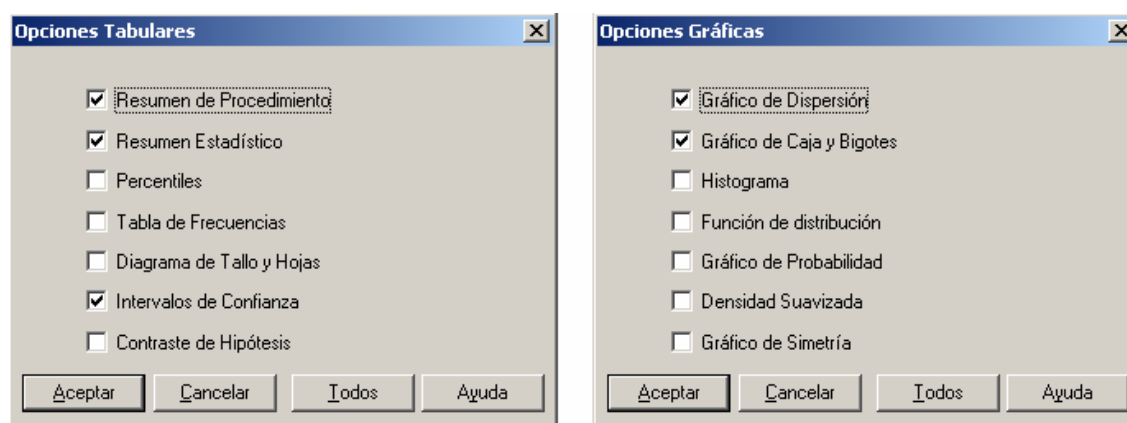 Opciones Tabulares
Resumen de Procedimiento
Resumen Estadístico
Percentiles
Tabla de Frecuencias
Diagrama de Tallo y Hojas
Intervalos de Confianza
Contraste de Hipótesis
Aceptar Cancelar Todos Ayuda
Opciones Gráficas
Gráfico de Dispersión
Gráfico de Caja y Bigotes
Histograma
Función de distribución
Gráfico de Probabilidad
Densidad Suavizada
Gráfico de Simetría
Aceptar Cancelar Todos Ayuda